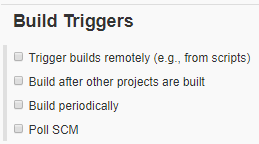 Build Triggers
Trigger builds remotely (e.g., from scripts)
Build after other projects are built
Build periodically
Poll SCM